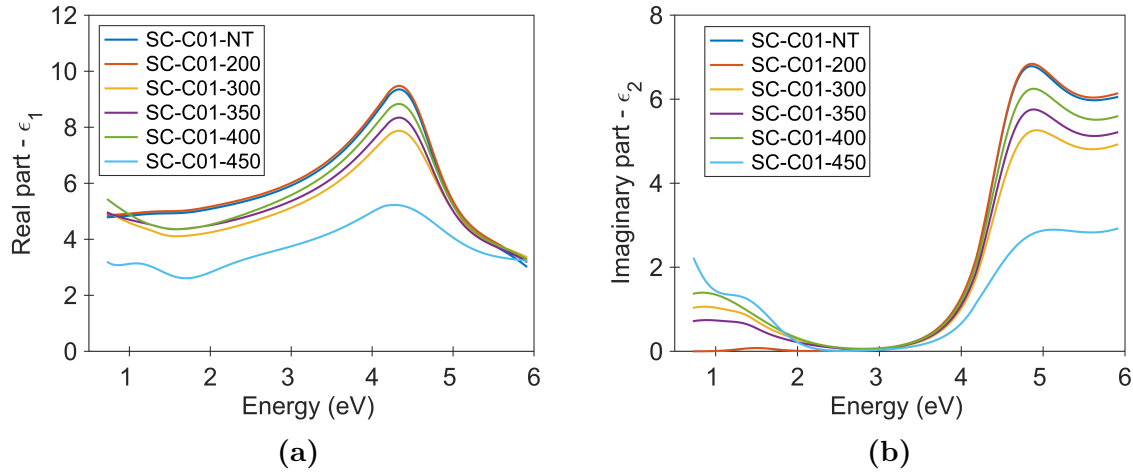 Real part - ϵ1
12
10
8
6
4
2
0
SC-C01-NT
SC-C01-200
SC-C01-300
SC-C01-350
SC-C01-400
SC-C01-450
1 2 3 4 5 6
Energy (eV)
(a)
Imaginary part - ϵ2
8
6
4
2
0
SC-C01-NT
SC-C01-200
SC-C01-300
SC-C01-350
SC-C01-400
SC-C01-450
1 2 3 4 5 6
Energy (eV)
(b)